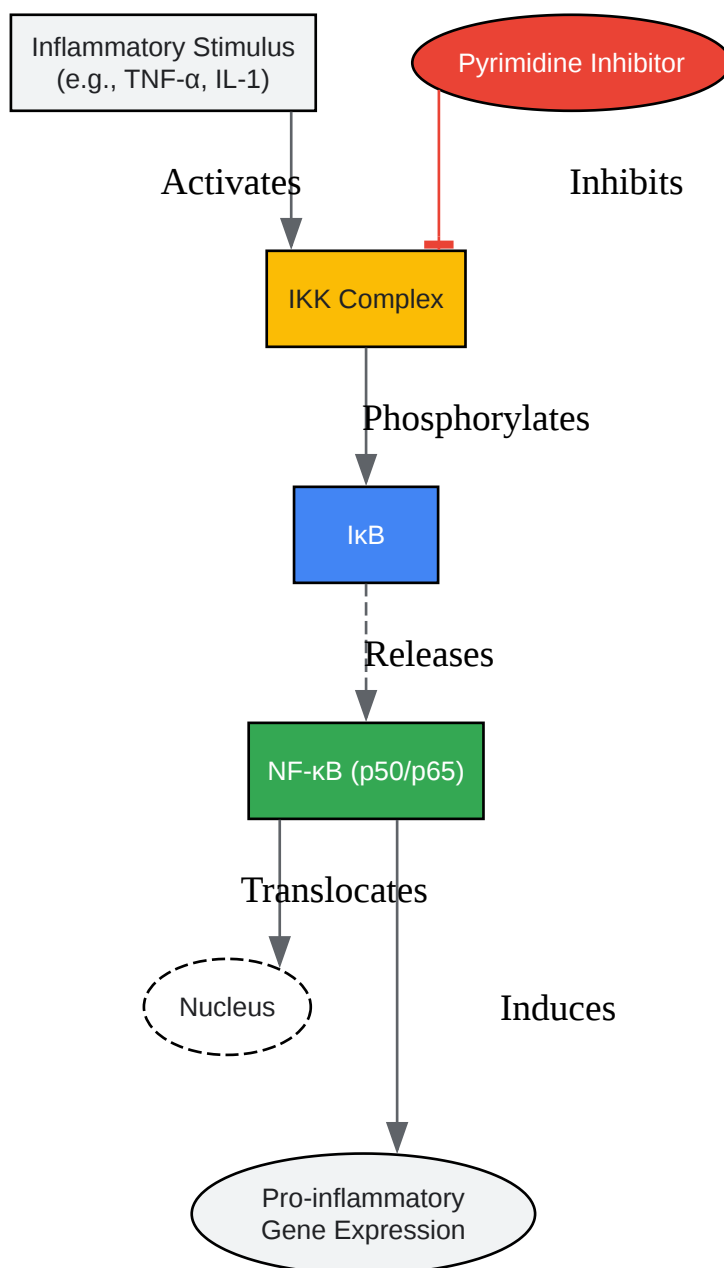 Inflammatory Stimulus
(e.g., TNF-α, IL-1)
Pyrimidine Inhibitor
Activates
Inhibits
IKK Complex
Phosphorylates
IκB
Releases
NF-κB (p50/p65)
Translocates
Nucleus
Induces
Pro-inflammatory
Gene Expression